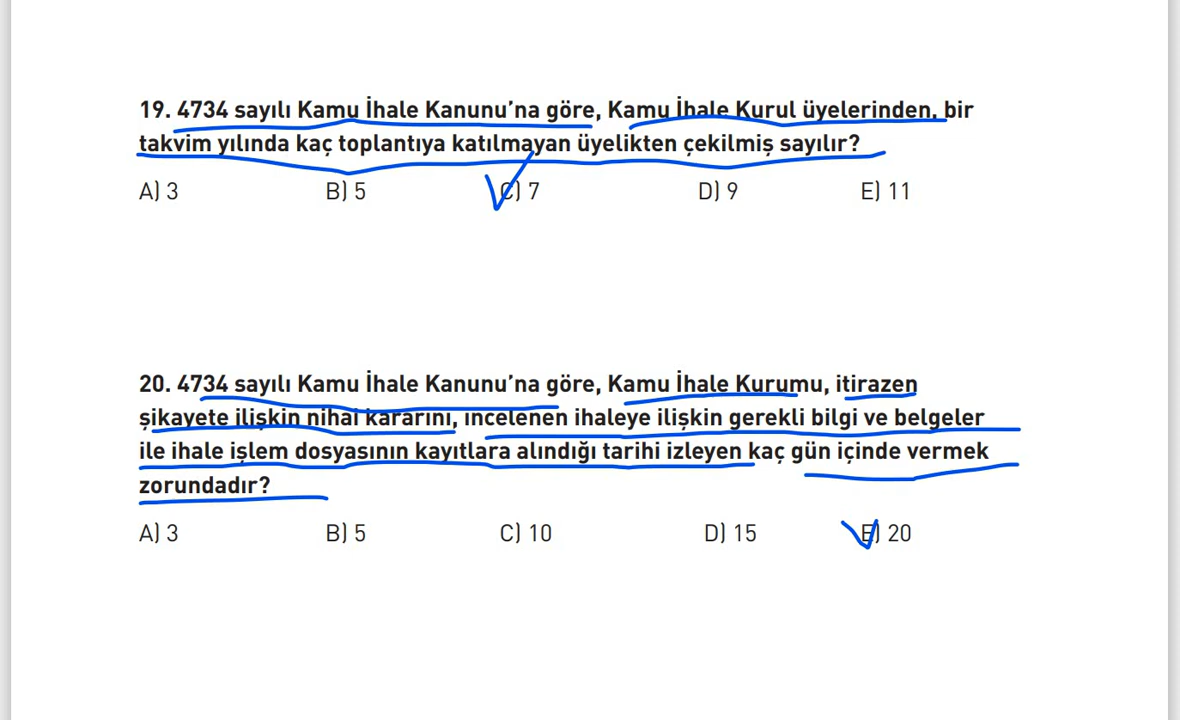 19. 4734 sayılı Kamu İhale Kanunu’na göre, Kamu İhale Kurul üyelerinden, bir
takvim yılında kaç toplantıya katılmayan üyelikten çekilmiş sayılır?
A) 3 B) 5 C) 7 D) 9 E) 11
20. 4734 sayılı Kamu İhale Kanunu’na göre, Kamu İhale Kurumu, itirazen
şikayete ilişkin nihai kararını, incelenen ihaleye ilişkin gerekli bilgi ve belgeler
ile ihale işlem dosyasının kayıtlara alındığı tarihi izleyen kaç gün içinde vermek
zorundadır?
A) 3 B) 5 C) 10 D) 15 E) 20